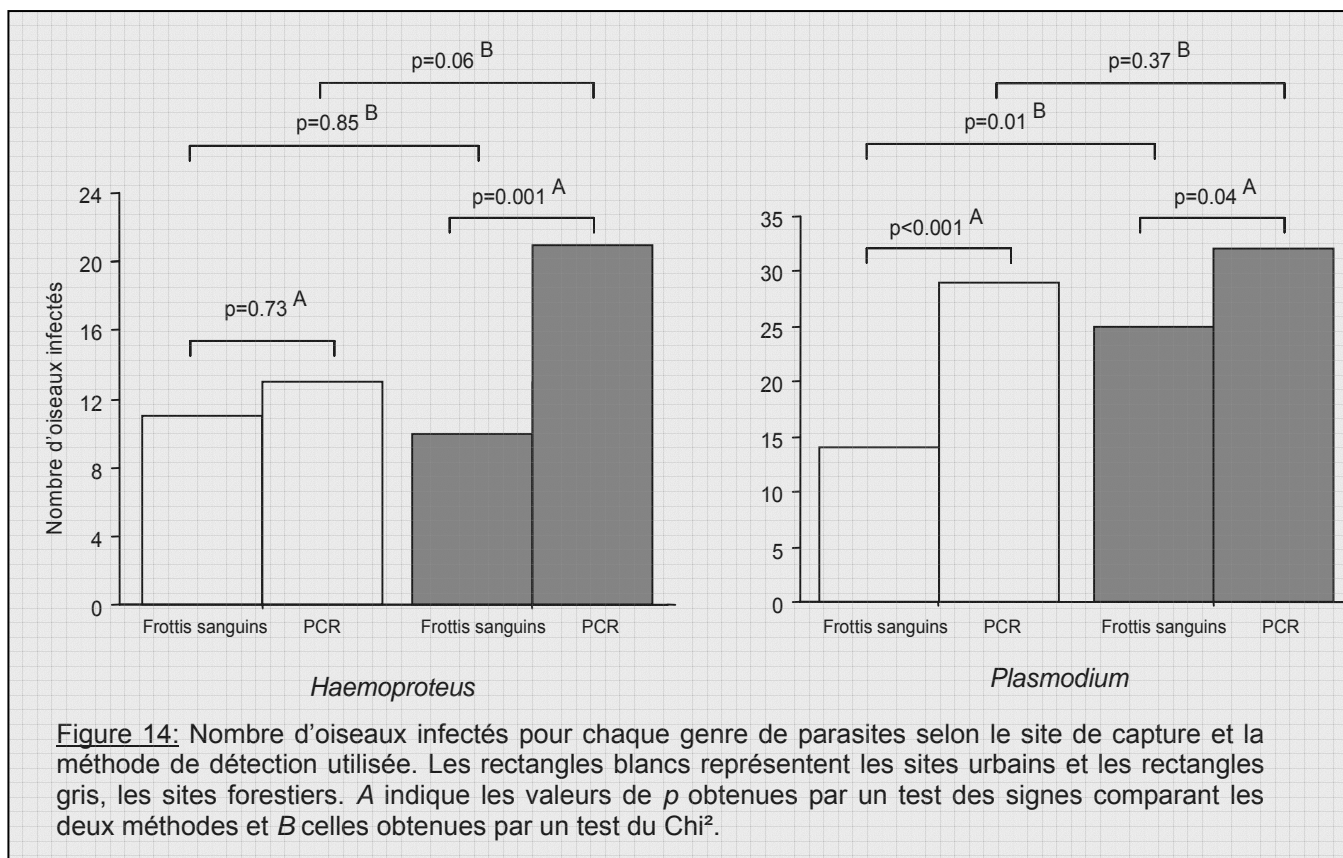 p=0.06 B
p=0.85 B
p=0.001 A
p=0.73 A
Nombre d'oiseaux infectés
24
20
16
12
8
4
0
Frottis sanguins PCR Frottis sanguins PCR
Haemoproteus
p=0.37 B
p=0.01 B
p<0.001 A
p=0.04 A
35
30
25
20
15
10
5
0
Frottis sanguins PCR Frottis sanguins PCR
Plasmodium
Figure 14: Nombre d'oiseaux infectés pour chaque genre de parasites selon le site de capture et la
méthode de détection utilisée. Les rectangles blancs représentent les sites urbains et les rectangles
gris, les sites forestiers. A indique les valeurs de p obtenues par un test des signes comparant les
deux méthodes et B celles obtenues par un test du Chi².